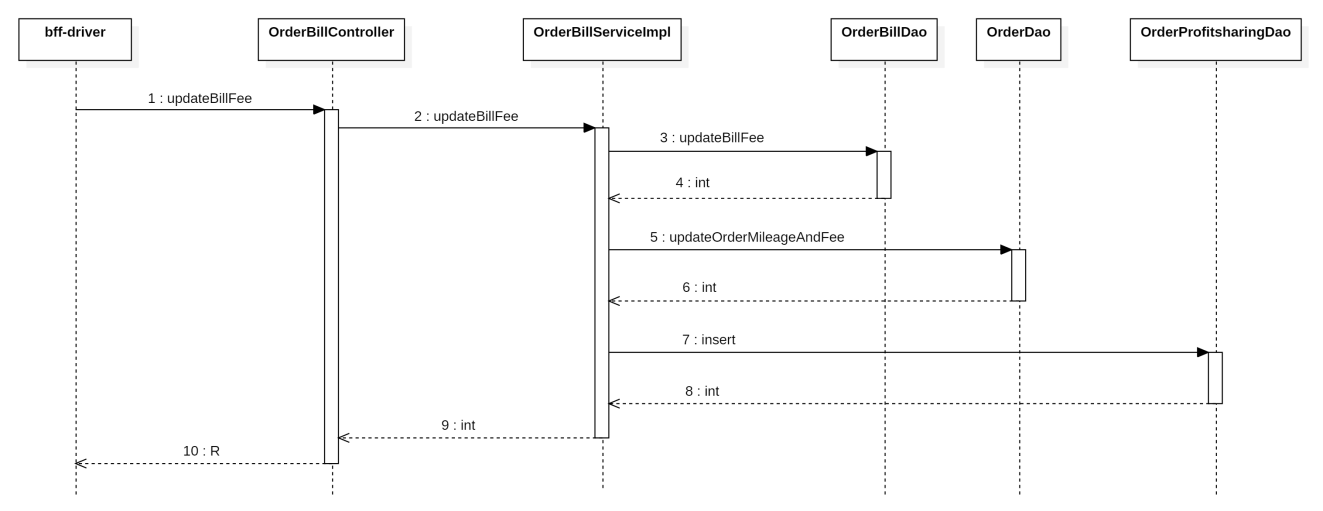 bff-driver
OrderBillController
OrderBillServiceImpl
OrderBillDao
OrderDao
OrderProfitsharingDao
1 : updateBillFee
2 : updateBillFee
3 : updateBillFee
4 : int
5 : updateOrderMileageAndFee
6 : int
7 : insert
8 : int
9 : int
10 : R